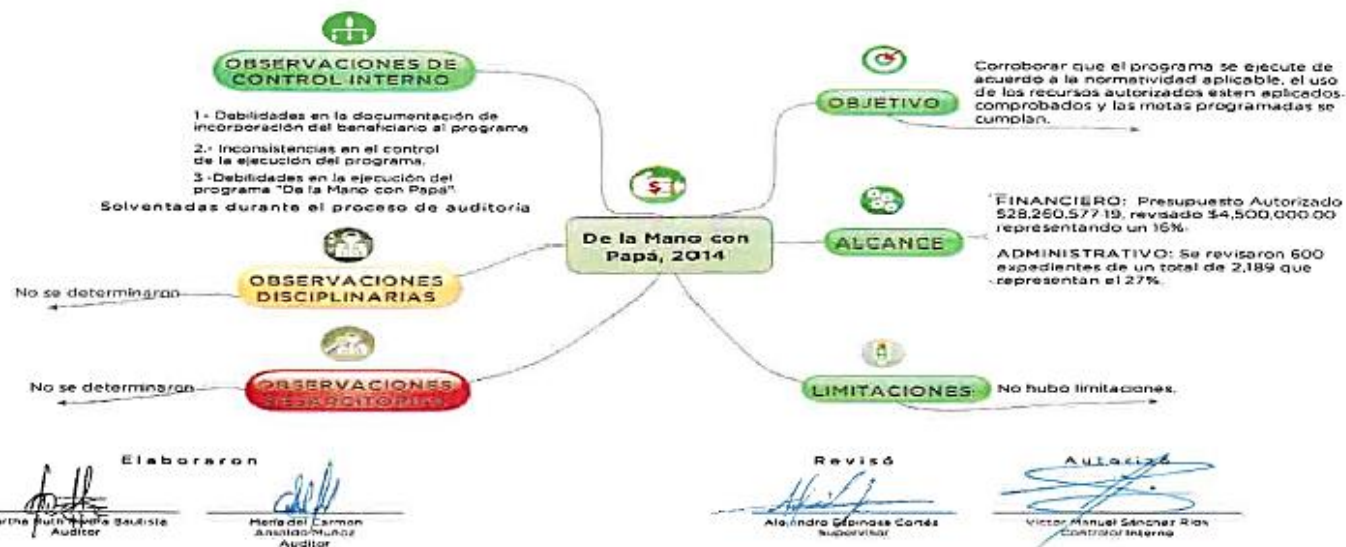 OBSERVACIONES DE
CONTROL INTERNO
1 - Debilidades en la documentación de
incorporación del beneficiario al programa
2.- Inconsistencias en el control
de la ejecución del programa.
3 -Debilidades en la ejecución del
programa "De la Mano con Papá".
Solventadas durante el proceso de auditoría
OBSERVACIONES
DISCIPLINARIAS
No se determinaron
OBSERVACIONES
No se determinaron
De la Mano con
Papá, 2014
OBJETIVO
Corroborar que el programa se ejecute de
acuerdo a la normatividad aplicable, el uso
de los recursos autorizados esten aplicados,
comprobados y las metas programadas se
cumplan.
ALCANCE
FINANCIERO: Presupuesto Autorizado
$28,260,577.19, revisado $4,500,000.00
representando un 16%.
ADMINISTRATIVO: Se revisaron 600
expedientes de un total de 2,189 que
representan el 27%.
LIMITACIONES
No hubo limitaciones.
Elaboraron
Ruth Rivera Bautista
Auditor
María del Carmen
Muñoz
Auditor
Revisó
Alejandro Espinosa Cortés
Supervisor
Autorizó
Victor Manuel Sánchez Ríos
Contralor Interno